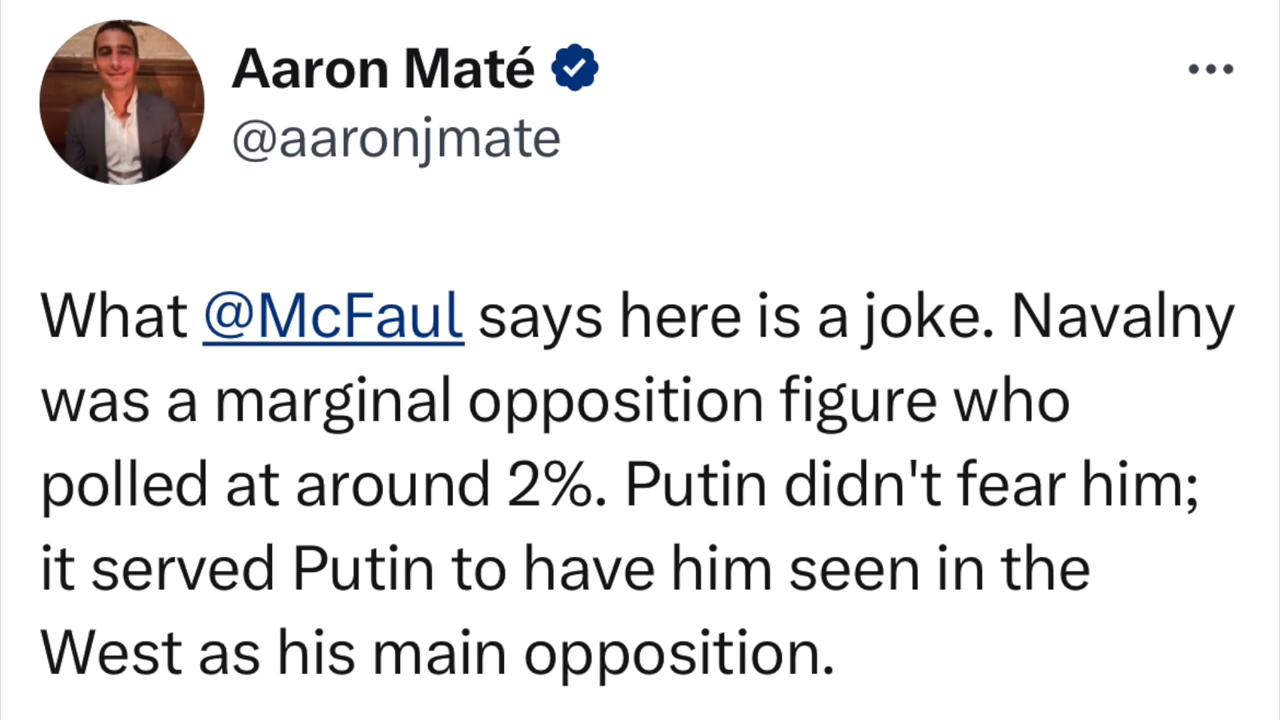 Aaron Maté
@aaronjmate
What @McFaul says here is a joke. Navalny
was a marginal opposition figure who
polled at around 2%. Putin didn't fear him;
it served Putin to have him seen in the
West as his main opposition.